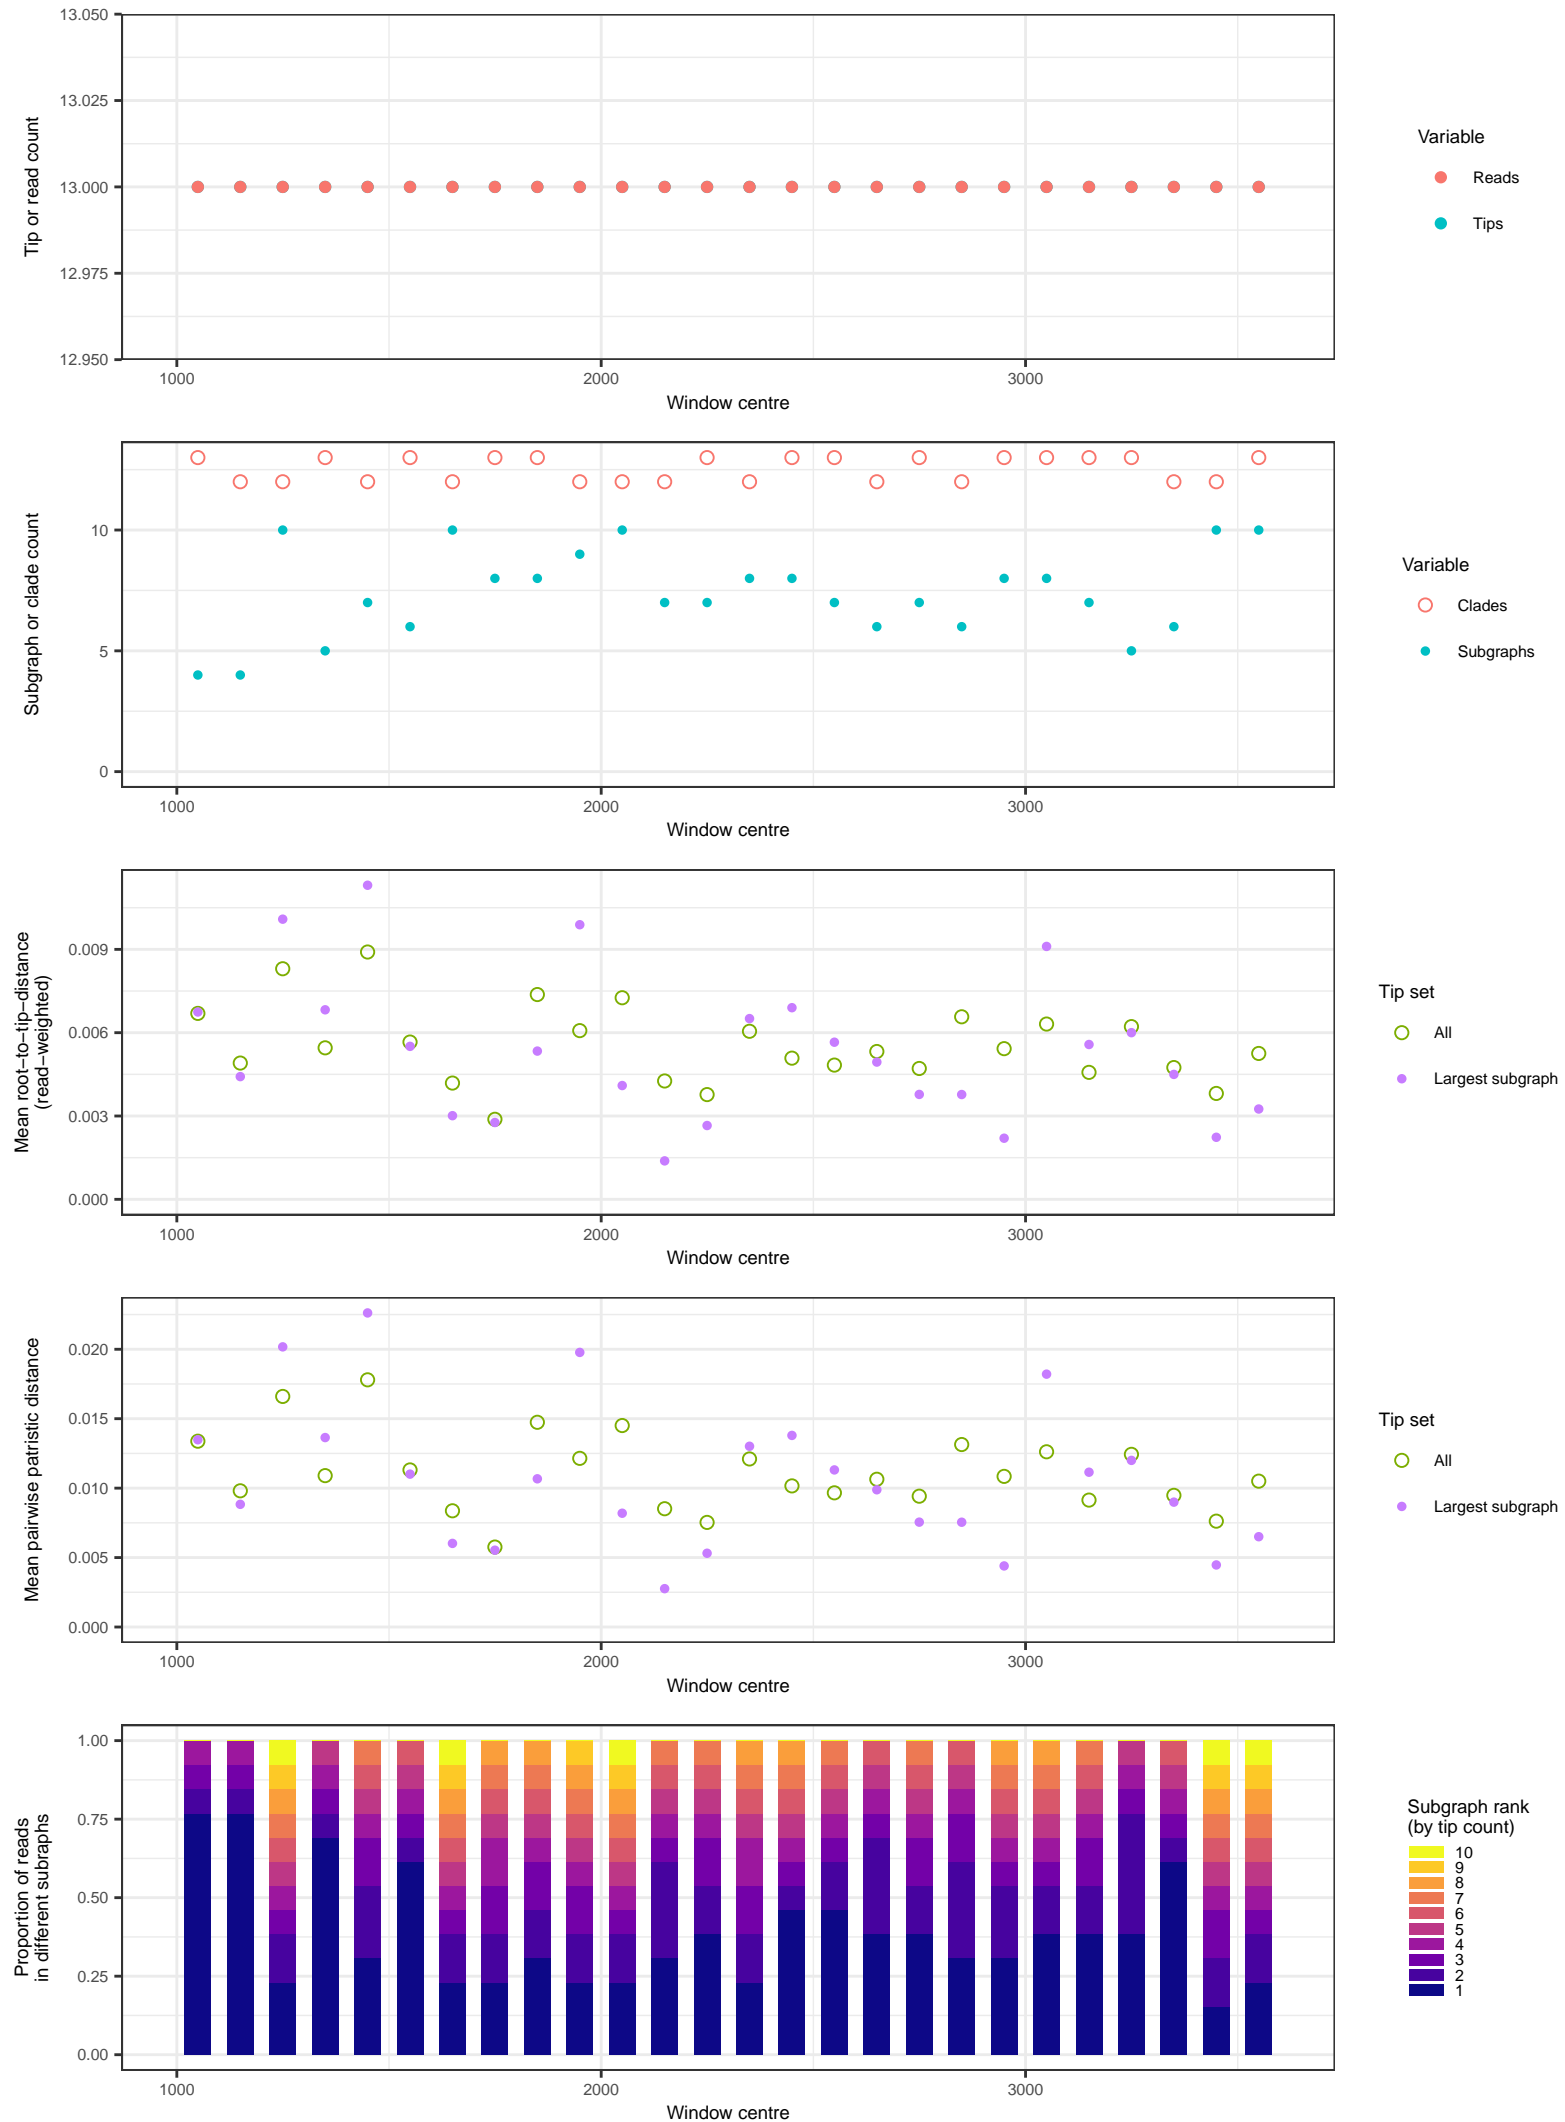 13.050
13.025
13.000
12.975
12.950
Tip or read count
1000 2000 3000
Window centre
Variable
Reads
Tips
10
5
0
Subgraph or clade count
1000 2000 3000
Window centre
Variable
Clades
Subgraphs
0.009
0.006
0.003
0.000
Mean root−to−tip−distance
(read−weighted)
1000 2000 3000
Window centre
Tip set
All
Largest subgraph
0.020
0.015
0.010
0.005
0.000
Mean pairwise patristic distance
1000 2000 3000
Window centre
Tip set
All
Largest subgraph
1.00
0.75
0.50
0.25
0.00
Proportion of reads
in different subraphs
1000 2000 3000
Window centre
Subgraph rank
(by tip count)
10
9
8
7
6
5
4
3
2
1